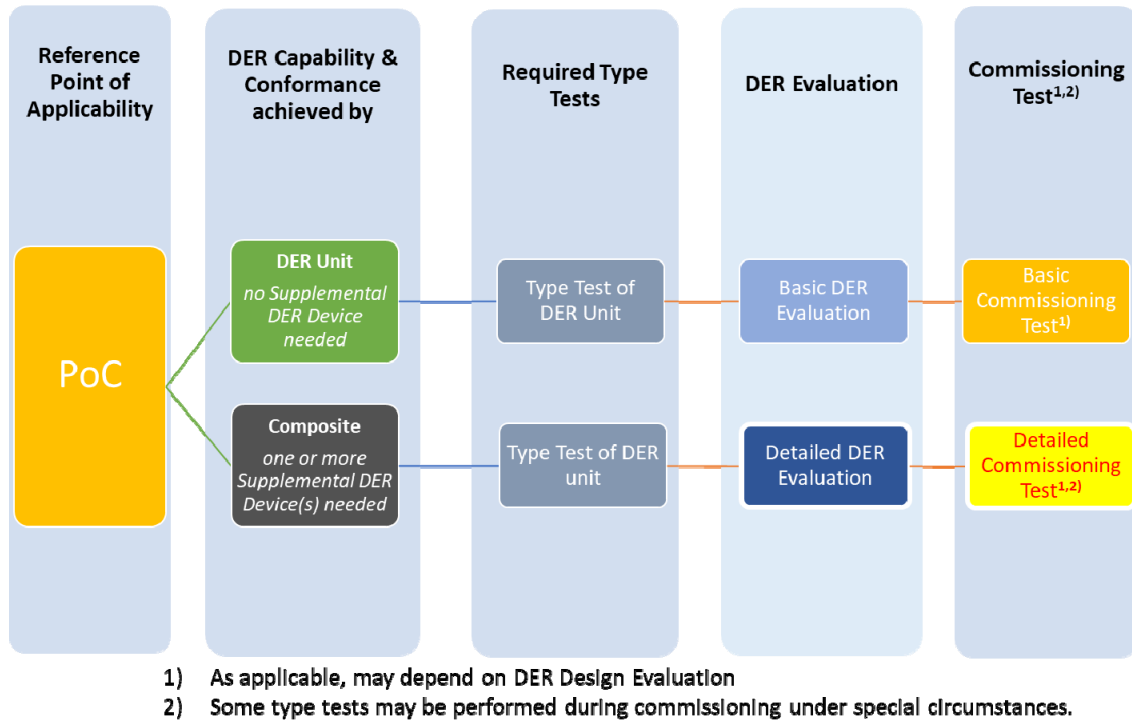 Reference
Point of
Applicability
DER Capability &
Conformance
achieved by
Required Type
Tests
DER Evaluation
Commissioning
Test1,2)
PoC
DER Unit
no Supplemental
DER Device
needed
Type Test of
DER Unit
Basic DER
Evaluation
Basic
Commissioning
Test1)
Composite
one or more
Supplemental DER
Device(s) needed
Type Test of DER
unit
Detailed DER
Evaluation
Detailed
Commissioning
Test1,2)
1) As applicable, may depend on DER Design Evaluation
2) Some type tests may be performed during commissioning under special circumstances.